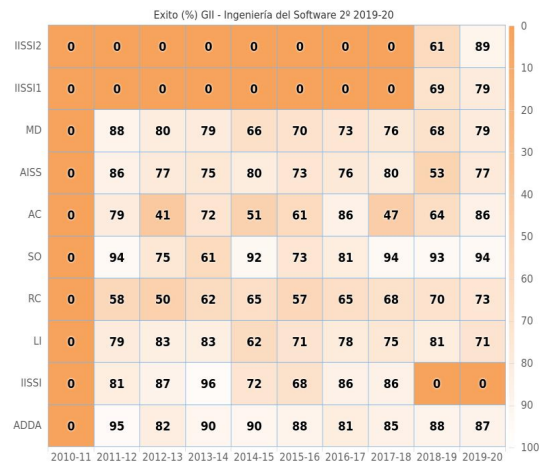 Exito (%) GII - Ingeniería del Software 2º 2019-20
IISSI2 0 0 0 0 0 0 0 0 61 89
IISSI1 0 0 0 0 0 0 0 0 69 79
MD 0 88 80 79 66 70 73 76 68 79
AISS 0 86 77 75 80 73 76 80 53 77
AC 0 79 41 72 51 61 86 47 64 86
SO 0 94 75 61 92 73 81 94 93 94
RC 0 58 50 62 65 57 65 68 70 73
LI 0 79 83 83 62 71 78 75 81 71
IISSI 0 81 87 96 72 68 86 86 0 0
ADDA 0 95 82 90 90 88 81 85 88 87
2010-11 2011-12 2012-13 2013-14 2014-15 2015-16 2016-17 2017-18 2018-19 2019-20
0
10
20
30
40
50
60
70
80
90
100